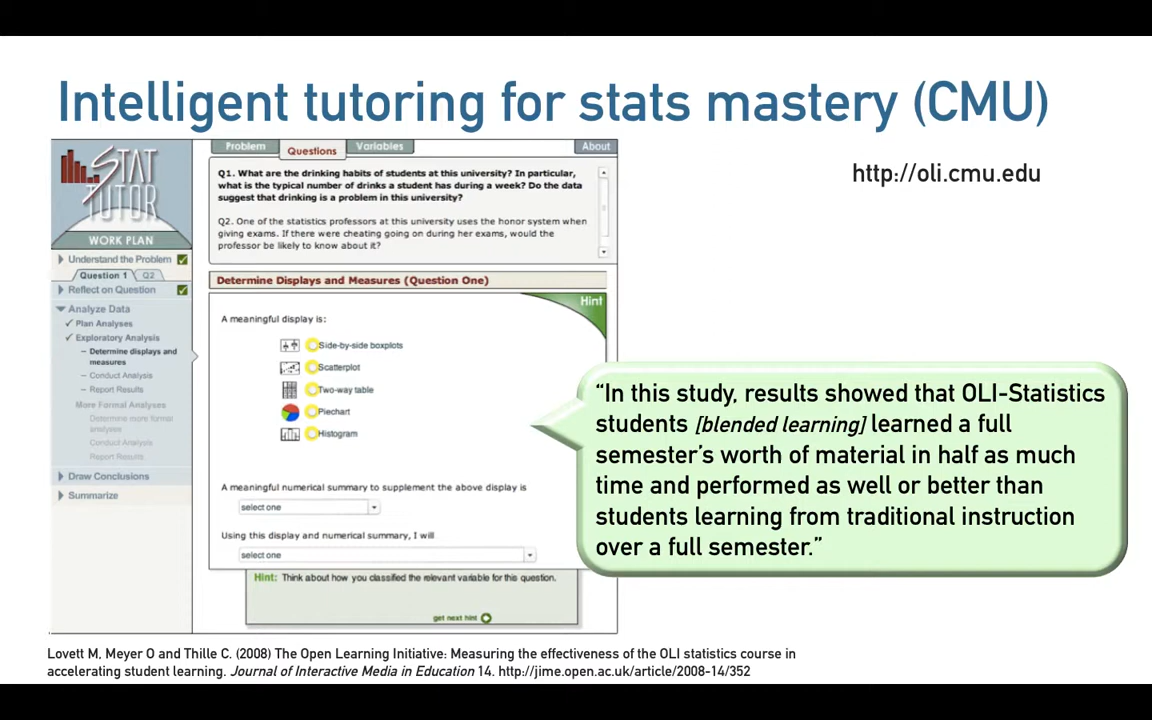 Intelligent tutoring for stats mastery (CMU)
http://oli.cmu.edu
STAT
TUTOR
WORK PLAN
Understand the Problem
Question 1 Q2
Reflect on Question
Analyze Data
Plan Analyses
Exploratory Analysis
– Determine displays and
measures
– Conduct Analysis
– Report Results
More Formal Analyses
Determine more formal
analyses
Conduct Analysis
Report Results
Draw Conclusions
Summarize
Problem Questions Variables About
Q1. What are the drinking habits of students at this university? In particular,
what is the typical number of drinks a student has during a week? Do the data
suggest that drinking is a problem in this university?
Q2. One of the statistics professors at this university uses the honor system when
giving exams. If there were cheating going on during her exams, would the
professor be likely to know about it?
Determine Displays and Measures (Question One)
Hint
A meaningful display is:
Side-by-side boxplots
Scatterplot
Two-way table
Piechart
Histogram
A meaningful numerical summary to supplement the above display is
select one
Using this display and numerical summary, I will
select one
Hint: Think about how you classified the relevant variable for this question.
get next hint
“In this study, results showed that OLI-Statistics
students [blended learning] learned a full
semester’s worth of material in half as much
time and performed as well or better than
students learning from traditional instruction
over a full semester.”
Lovett M, Meyer O and Thille C. (2008) The Open Learning Initiative: Measuring the effectiveness of the OLI statistics course in
accelerating student learning. Journal of Interactive Media in Education 14. http://jime.open.ac.uk/article/2008-14/352